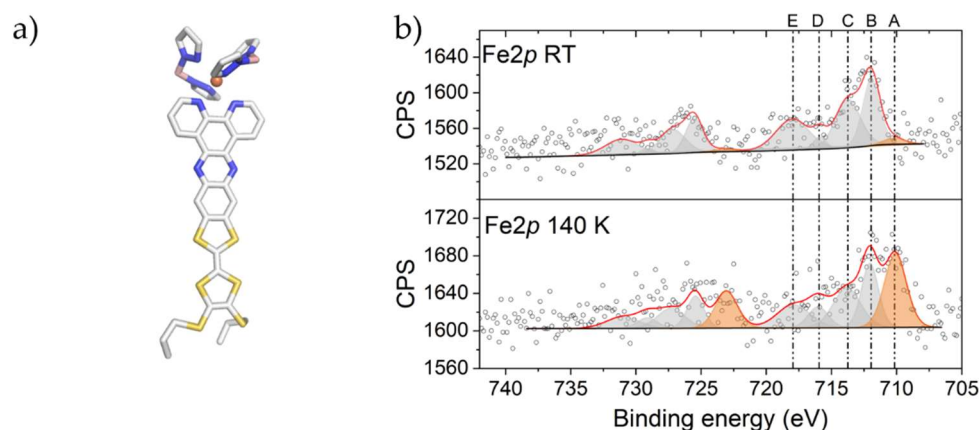 a)
b)
E D C B A
Fe2p RT
CPS
1640
1600
1560
1520
Fe2p 140 K
CPS
1720
1680
1640
1600
1560
740 735 730 725 720 715 710 705
Binding energy (eV)